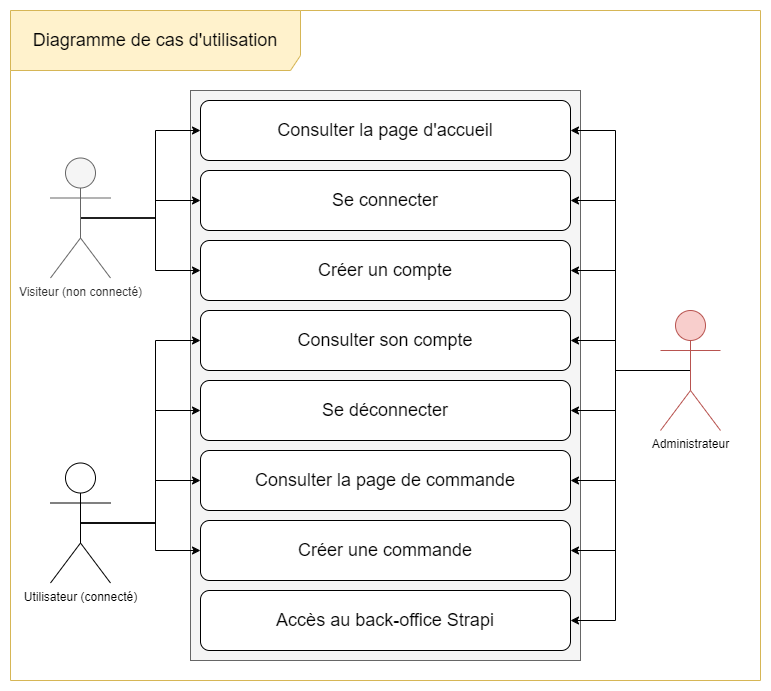 Diagramme de cas d'utilisation
Consulter la page d'accueil
Se connecter
Créer un compte
Visiteur (non connecté)
Consulter son compte
Se déconnecter
Administrateur
Consulter la page de commande
Créer une commande
Utilisateur (connecté)
Accès au back-office Strapi